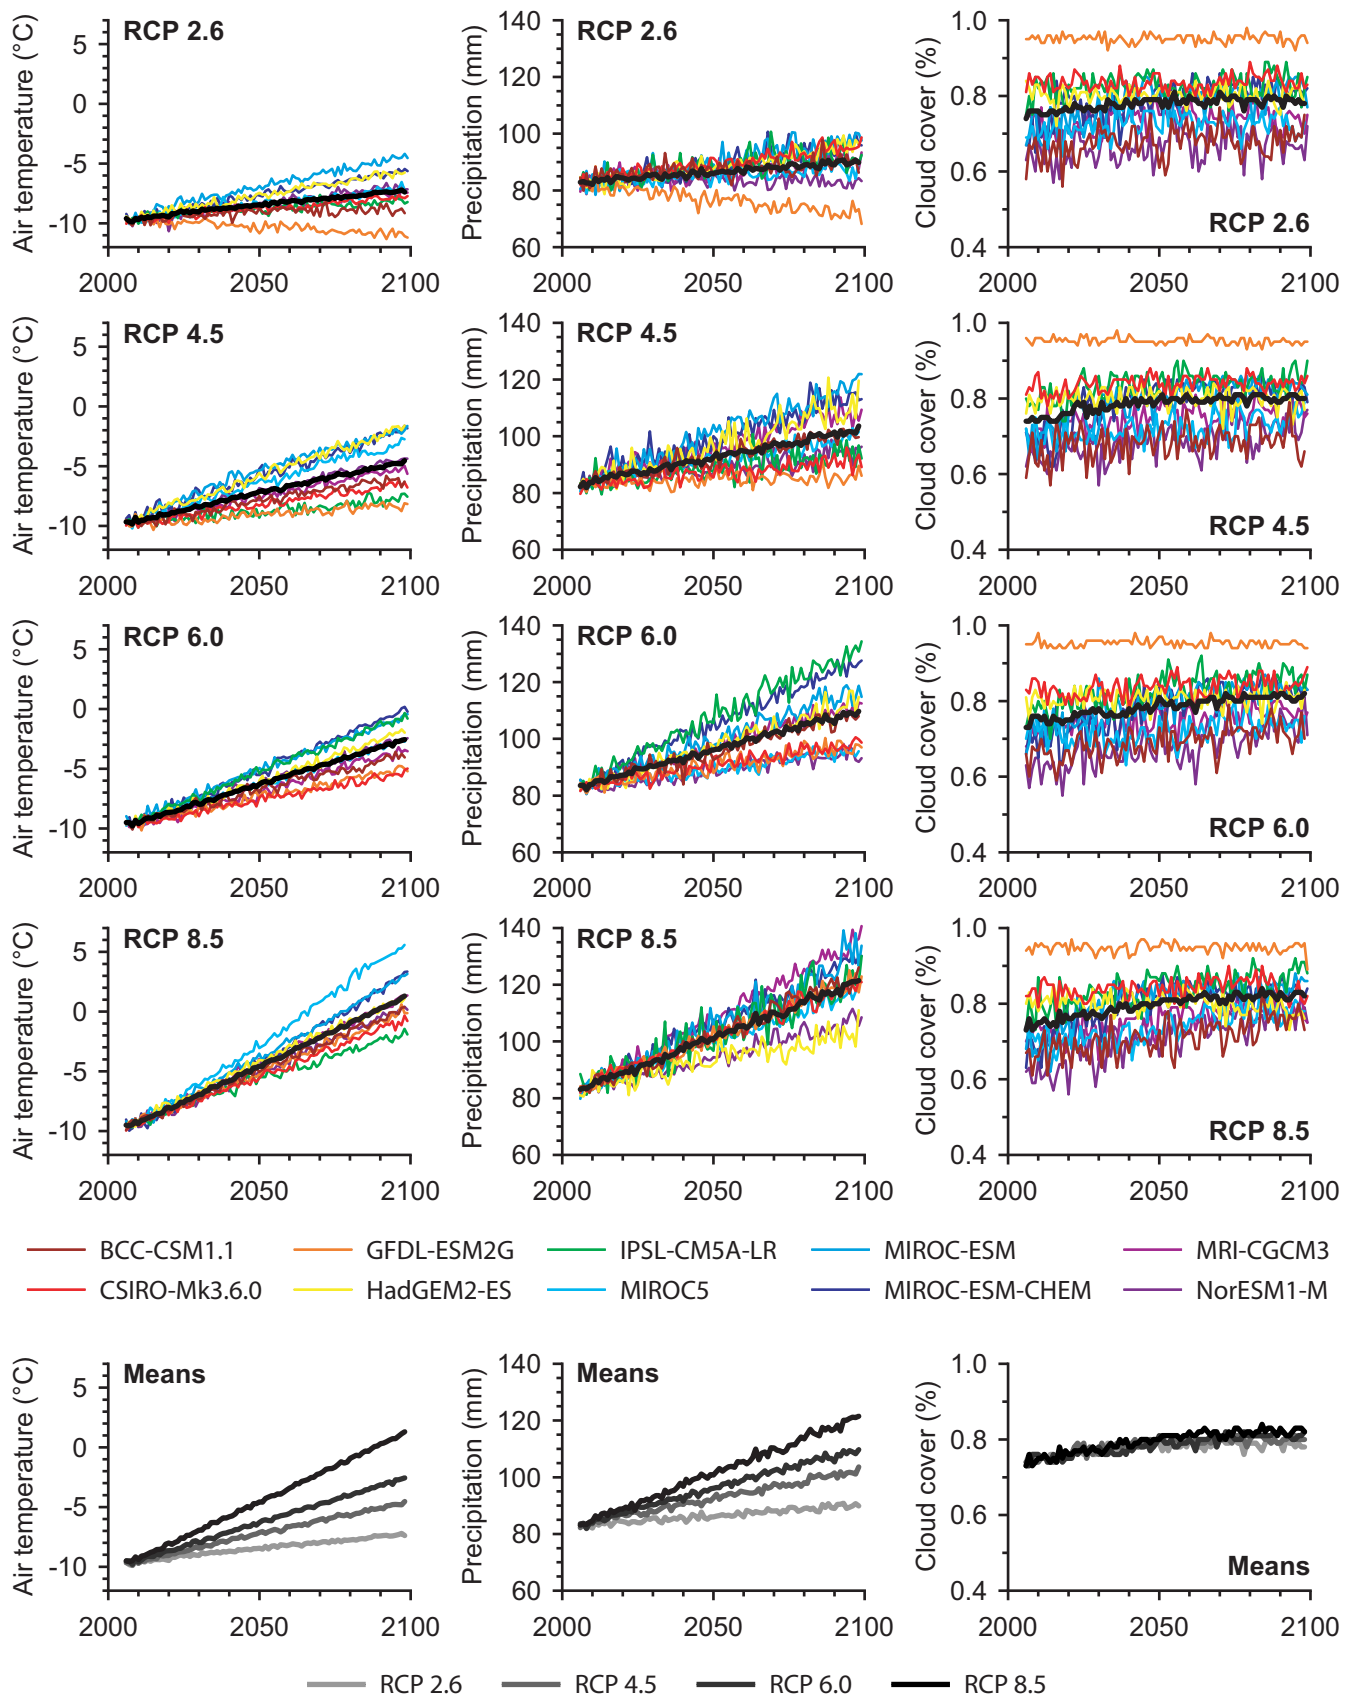 Air temperature (°C)
5
0
-5
-10
RCP 2.6
2000 2050 2100
Precipitation (mm)
140
120
100
80
60
RCP 2.6
2000 2050 2100
Cloud cover (%)
1.0
0.8
0.6
0.4
RCP 2.6
2000 2050 2100
Air temperature (°C)
5
0
-5
-10
RCP 4.5
2000 2050 2100
Precipitation (mm)
140
120
100
80
60
RCP 4.5
2000 2050 2100
Cloud cover (%)
1.0
0.8
0.6
0.4
RCP 4.5
2000 2050 2100
Air temperature (°C)
5
0
-5
-10
RCP 6.0
2000 2050 2100
Precipitation (mm)
140
120
100
80
60
RCP 6.0
2000 2050 2100
Cloud cover (%)
1.0
0.8
0.6
0.4
RCP 6.0
2000 2050 2100
Air temperature (°C)
5
0
-5
-10
RCP 8.5
2000 2050 2100
Precipitation (mm)
140
120
100
80
60
RCP 8.5
2000 2050 2100
Cloud cover (%)
1.0
0.8
0.6
0.4
RCP 8.5
2000 2050 2100
BCC-CSM1.1 GFDL-ESM2G IPSL-CM5A-LR MIROC-ESM MRI-CGCM3
CSIRO-Mk3.6.0 HadGEM2-ES MIROC5 MIROC-ESM-CHEM NorESM1-M
Air temperature (°C)
5
0
-5
-10
Means
2000 2050 2100
Precipitation (mm)
140
120
100
80
60
Means
2000 2050 2100
Cloud cover (%)
1.0
0.8
0.6
0.4
Means
2000 2050 2100
RCP 2.6 RCP 4.5 RCP 6.0 RCP 8.5